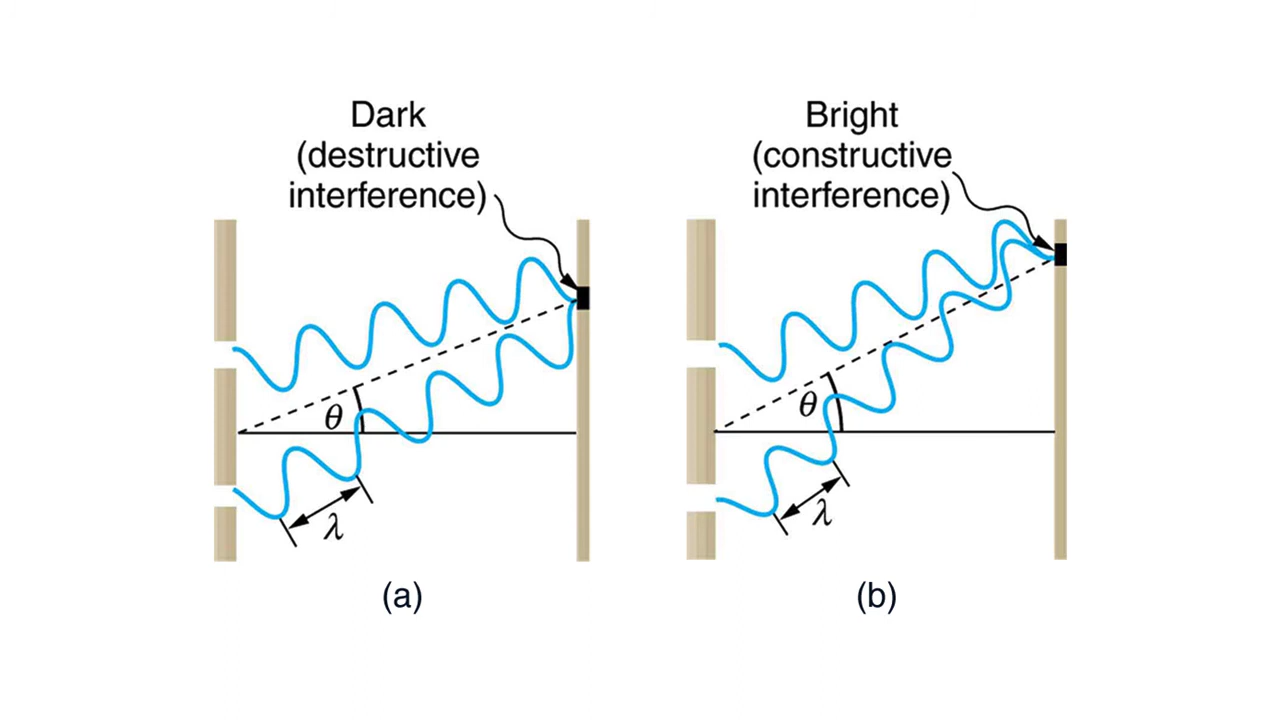 Dark
(destructive
interference)
θ
λ
(a)
Bright
(constructive
interference)
θ
λ
(b)